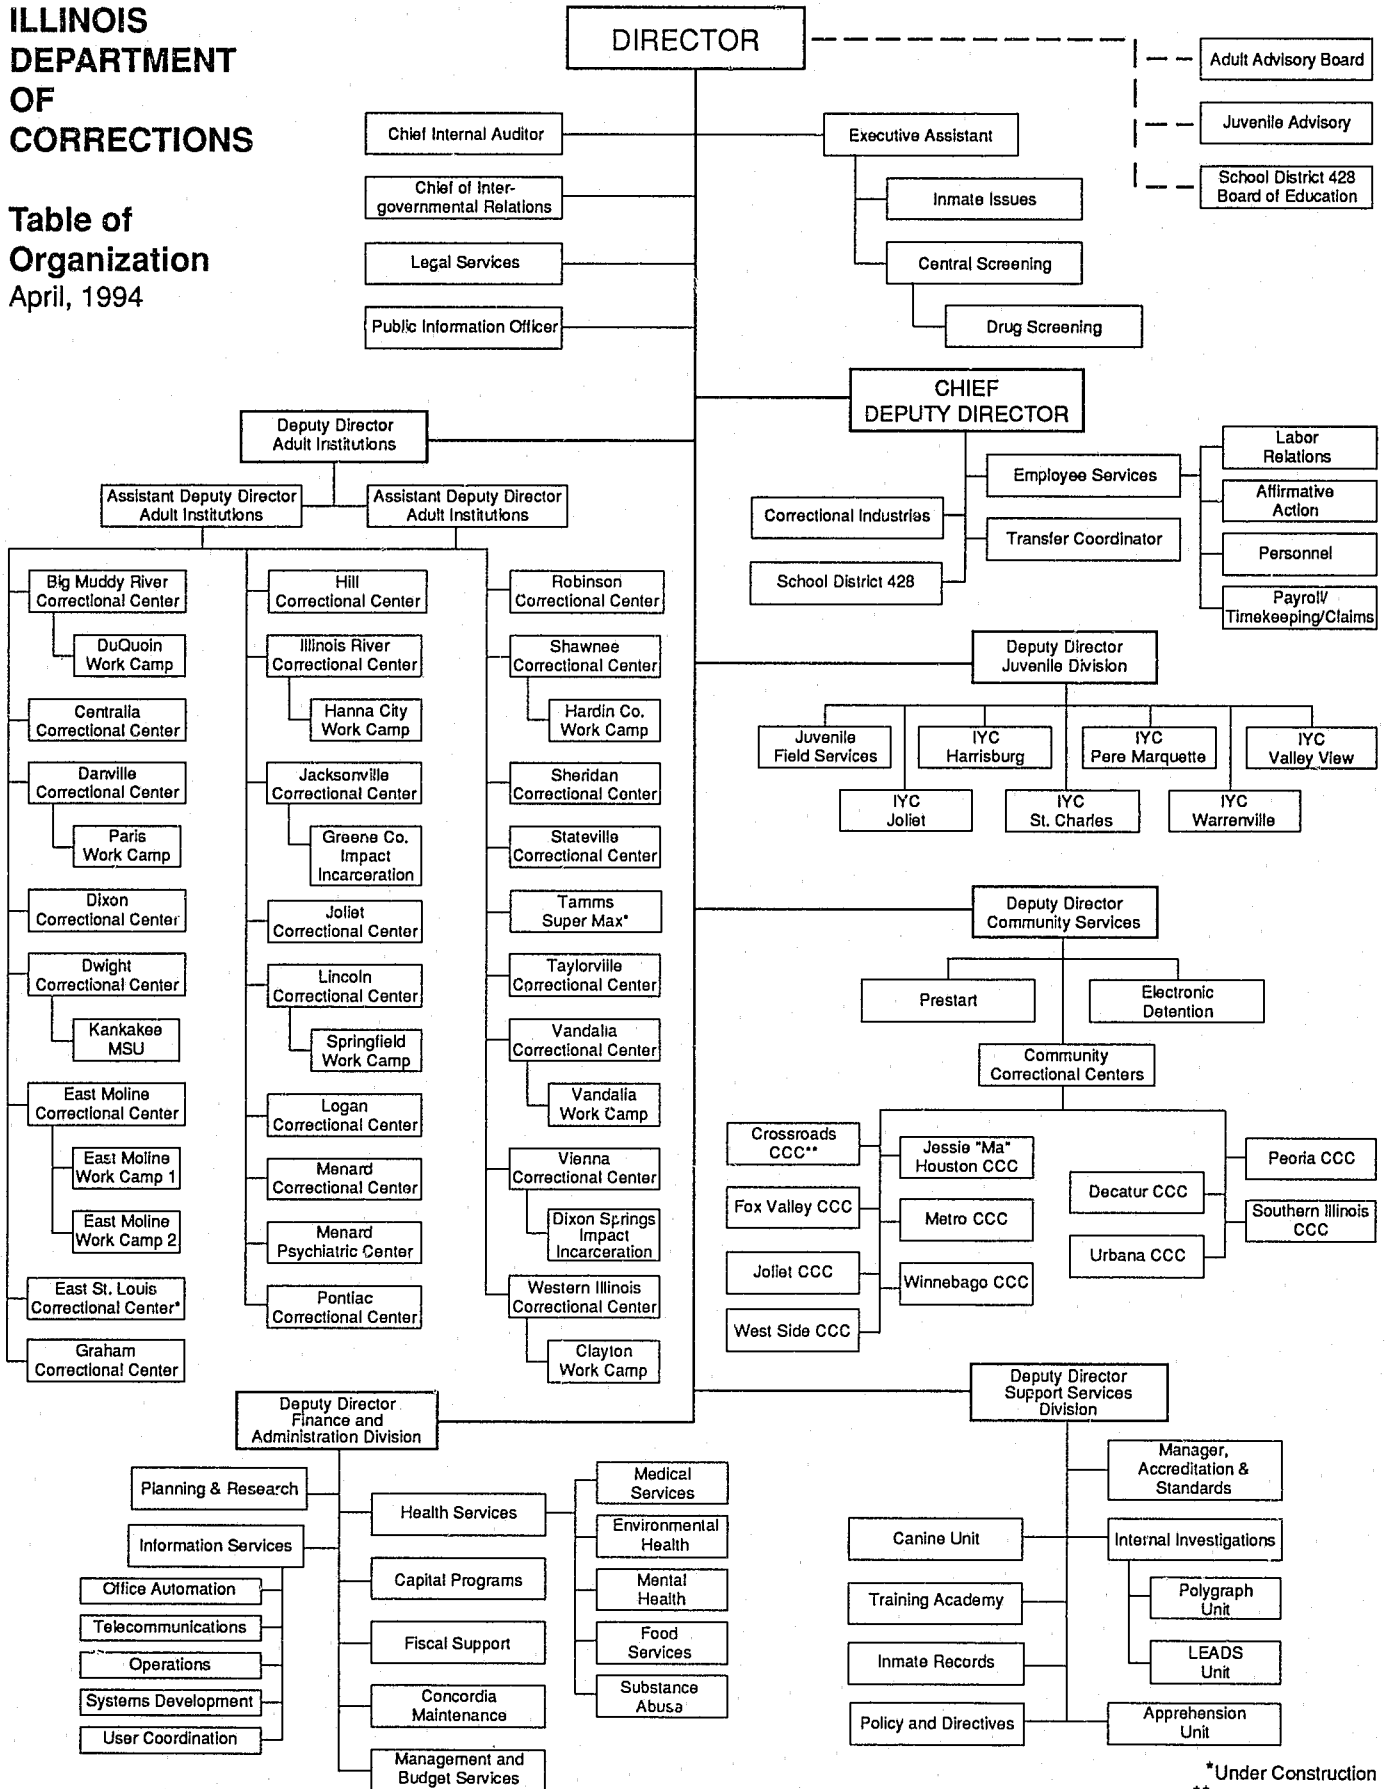 ILLINOIS
DEPARTMENT
OF
CORRECTIONS
Table of
Organization
April, 1994
DIRECTOR
Adult Advisory Board
Juvenile Advisory
School District 428
Board of Education
Chief Internal Auditor
Executive Assistant
Chief of Inter-
governmental Relations
Inmate Issues
Legal Services
Central Screening
Public Information Officer
Drug Screening
CHIEF
DEPUTY DIRECTOR
Employee Services
Labor
Relations
Affirmative
Action
Personnel
Payroll/
Timekeeping/Claims
Correctional Industries
Transfer Coordinator
School District 428
Deputy Director
Adult Institutions
Assistant Deputy Director
Adult Institutions
Assistant Deputy Director
Adult Institutions
Big Muddy River
Correctional Center
DuQuoin
Work Camp
Centralia
Correctional Center
Danville
Correctional Center
Paris
Work Camp
Dixon
Correctional Center
Dwight
Correctional Center
Kankakee
MSU
East Moline
Correctional Center
East Moline
Work Camp 1
East Moline
Work Camp 2
East St. Louis
Correctional Center*
Graham
Correctional Center
Hill
Correctional Center
Illinois River
Correctional Center
Hanna City
Work Camp
Jacksonville
Correctional Center
Greene Co.
Impact
Incarceration
Joliet
Correctional Center
Lincoln
Correctional Center
Springfield
Work Camp
Logan
Correctional Center
Menard
Correctional Center
Menard
Psychiatric Center
Pontiac
Correctional Center
Robinson
Correctional Center
Shawnee
Correctional Center
Hardin Co.
Work Camp
Sheridan
Correctional Center
Stateville
Correctional Center
Tamms
Super Max*
Taylorville
Correctional Center
Vandalia
Correctional Center
Vandalia
Work Camp
Vienna
Correctional Center
Dixon Springs
Impact
Incarceration
Western Illinois
Correctional Center
Clayton
Work Camp
Deputy Director
Juvenile Division
Juvenile
Field Services
IYC
Harrisburg
IYC
Pere Marquette
IYC
Valley View
IYC
Joliet
IYC
St. Charles
IYC
Warrenville
Deputy Director
Community Services
Prestart
Electronic
Detention
Community
Correctional Centers
Crossroads
CCC**
Jessie "Ma"
Houston CCC
Fox Valley CCC
Metro CCC
Joliet CCC
Winnebago CCC
West Side CCC
Peoria CCC
Decatur CCC
Southern Illinois
CCC
Urbana CCC
Deputy Director
Finance and
Administration Division
Planning & Research
Information Services
Office Automation
Telecommunications
Operations
Systems Development
User Coordination
Health Services
Capital Programs
Fiscal Support
Concordia
Maintenance
Management and
Budget Services
Medical
Services
Environmental
Health
Mental
Health
Food
Services
Substance
Abuse
Deputy Director
Support Services
Division
Manager,
Accreditation &
Standards
Canine Unit
Internal Investigations
Training Academy
Polygraph
Unit
Inmate Records
LEADS
Unit
Policy and Directives
Apprehension
Unit
*Under Construction
**